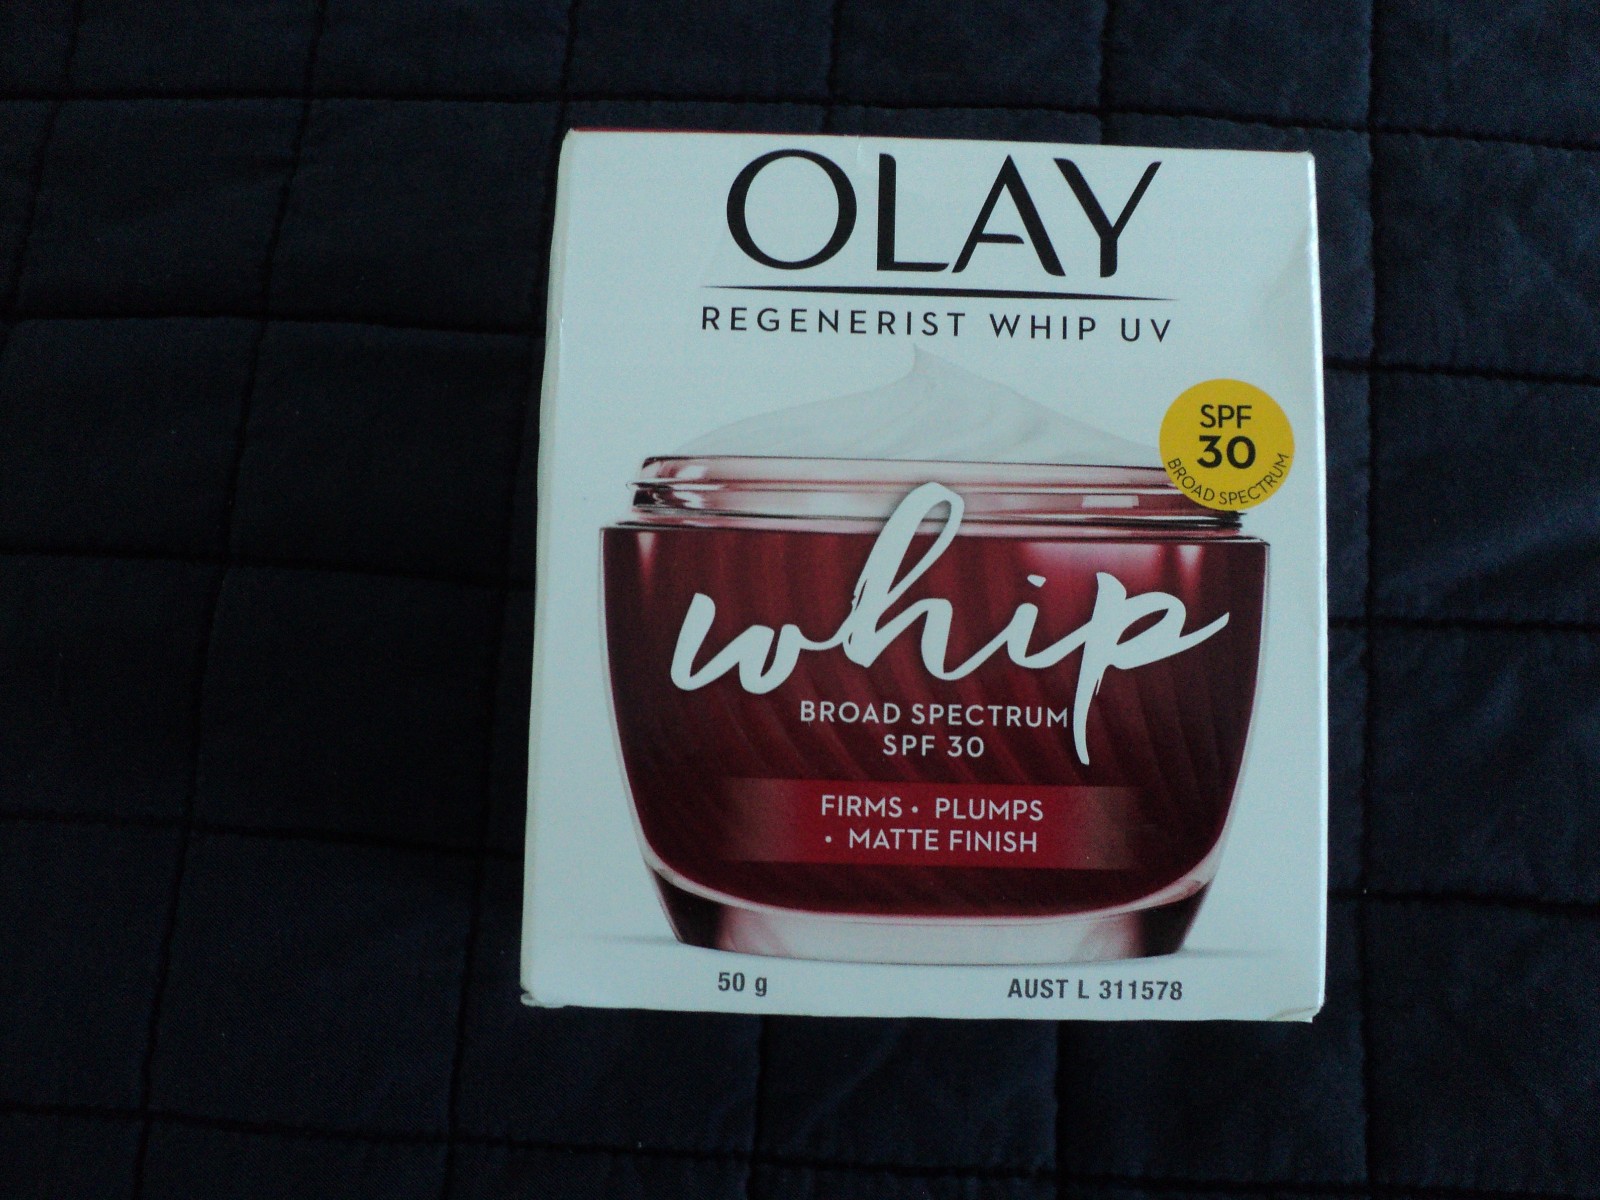 OLAY
REGENERIST WHIP UV
SPF
30
BROAD SPECTRUM
whip
BROAD SPECTRUM
SPF 30
FIRMS • PLUMPS
• MATTE FINISH
50 g
AUST L 311578